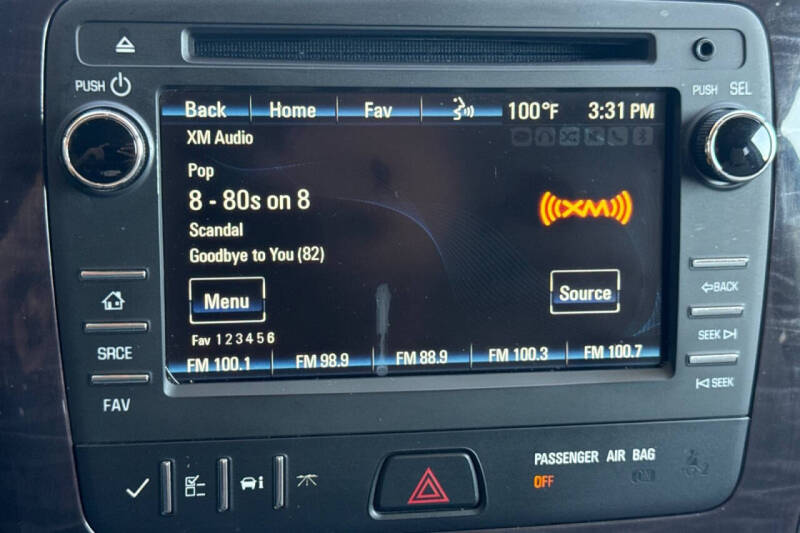 PUSH
PUSH SEL
Back Home Fav 100°F 3:31 PM
XM Audio
Pop
8 - 80s on 8
XM
Scandal
Goodbye to You (82)
Menu
Source
Fav 1 2 3 4 5 6
FM 100.1 FM 98.9 FM 88.9 FM 100.3 FM 100.7
SRCE
FAV
BACK
SEEK
SEEK
PASSENGER AIR BAG
OFF ON